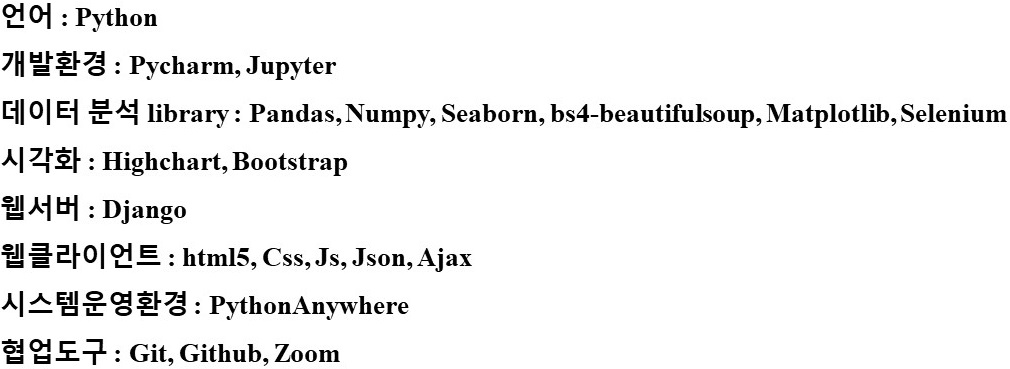 언어 : Python
개발환경 : Pycharm, Jupyter
데이터 분석 library : Pandas, Numpy, Seaborn, bs4-beautifulsoup, Matplotlib, Selenium
시각화 : Highchart, Bootstrap
웹서버 : Django
웹클라이언트 : html5, Css, Js, Json, Ajax
시스템운영환경 : PythonAnywhere
협업도구 : Git, Github, Zoom